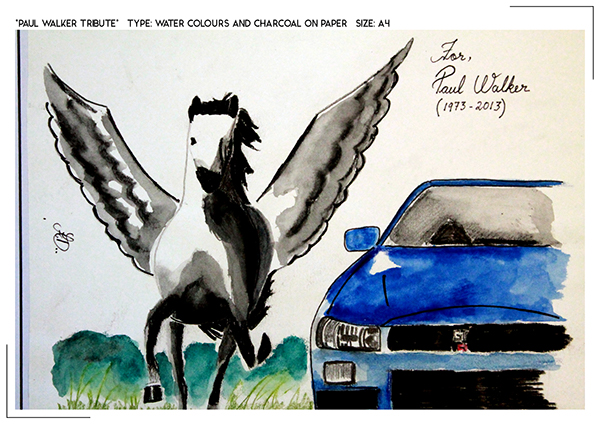 "PAUL WALKER TRIBUTE" TYPE: WATER COLOURS AND CHARCOAL ON PAPER SIZE: A4
For,
Paul Walker
(1973-2013)